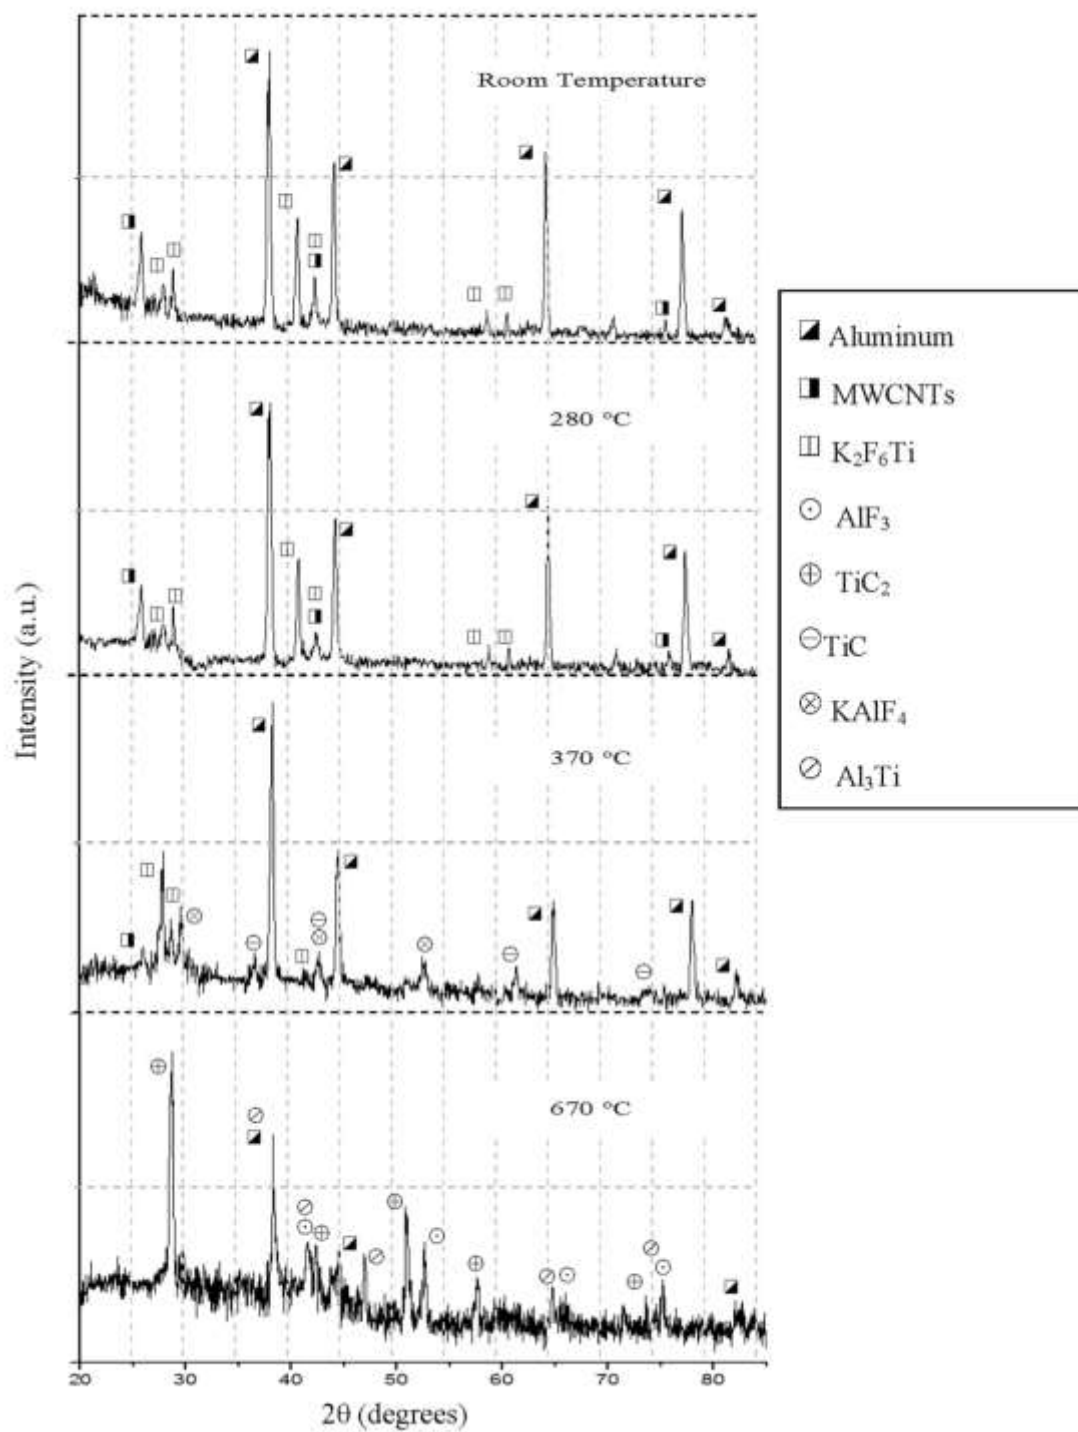 Room Temperature
280 °C
370 °C
670 °C
Intensity (a.u.)
20 30 40 50 60 70 80
2θ (degrees)
Aluminum
MWCNTs
K₂F₆Ti
AlF₃
TiC₂
TiC
KAlF₄
Al₃Ti